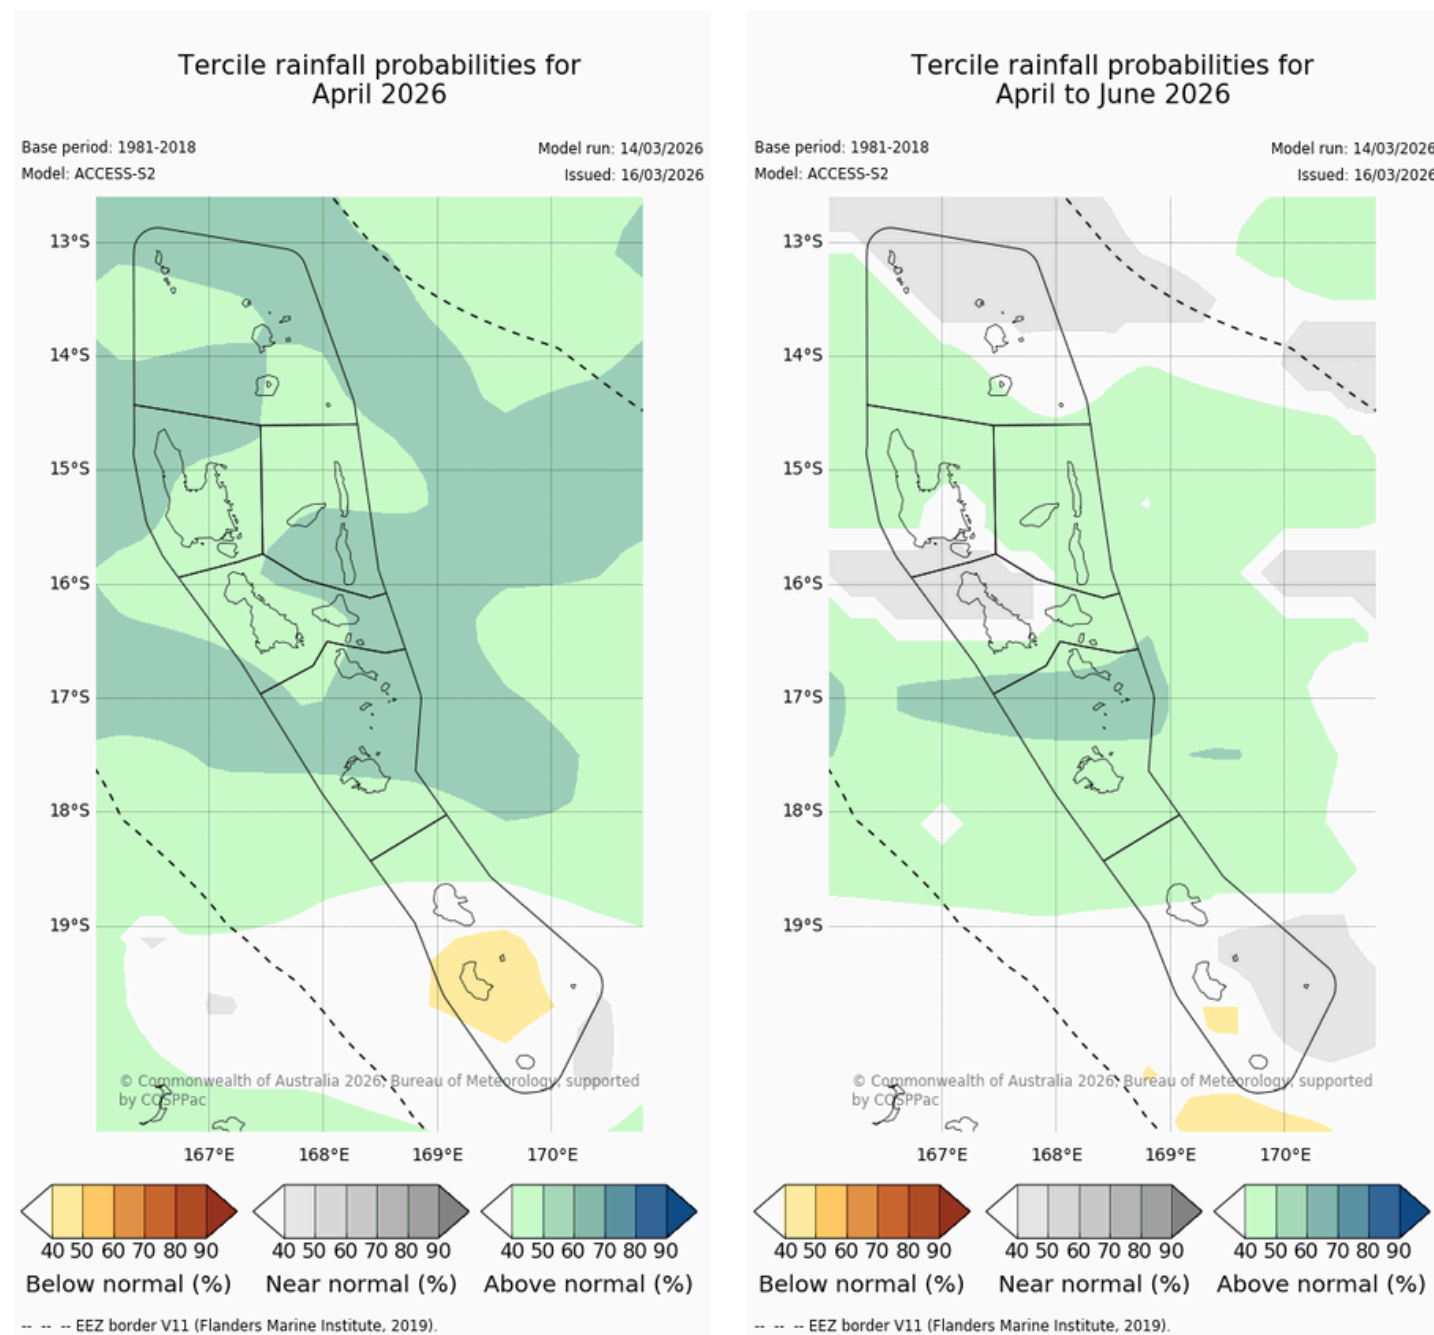 Tercile rainfall probabilities for
April 2026
Base period: 1981-2018
Model run: 14/03/2026
Model: ACCESS-S2
Issued: 16/03/2026
13°S
14°S
15°S
16°S
17°S
18°S
19°S
© Commonwealth of Australia 2026, Bureau of Meteorology, supported
by COSPPac
167°E 168°E 169°E 170°E
40 50 60 70 80 90
Below normal (%)
40 50 60 70 80 90
Near normal (%)
40 50 60 70 80 90
Above normal (%)
-- -- -- EEZ border V11 (Flanders Marine Institute, 2019).
Tercile rainfall probabilities for
April to June 2026
Base period: 1981-2018
Model run: 14/03/2026
Model: ACCESS-S2
Issued: 16/03/2026
13°S
14°S
15°S
16°S
17°S
18°S
19°S
© Commonwealth of Australia 2026, Bureau of Meteorology, supported
by COSPPac
167°E 168°E 169°E 170°E
40 50 60 70 80 90
Below normal (%)
40 50 60 70 80 90
Near normal (%)
40 50 60 70 80 90
Above normal (%)
-- -- -- EEZ border V11 (Flanders Marine Institute, 2019).